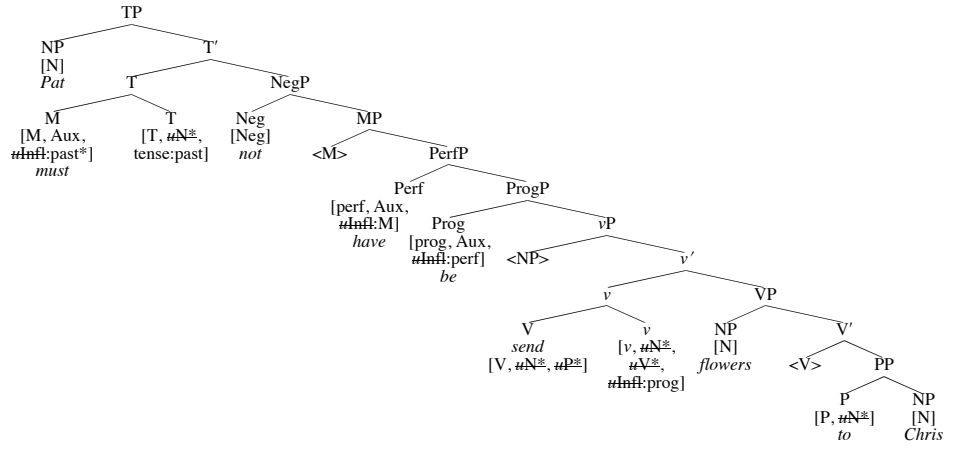 TP
NP T′
[N]
Pat
T NegP
M T Neg MP
[M, Aux, [T, uN*, [Neg]
uInfl:past*] tense:past] not <M> PerfP
must
Perf ProgP
[perf, Aux,
uInfl:M] Prog vP
have [prog, Aux,
uInfl:perf] <NP> v′
be
v VP
V v NP V′
send [v, uN*, [N]
[V, uN*, uP*] uV*, flowers <V> PP
uInfl:prog]
P NP
[P, uN*] [N]
to Chris